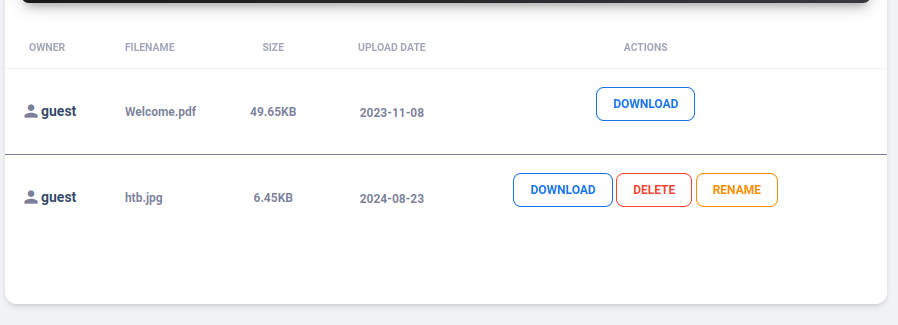 OWNER FILENAME SIZE UPLOAD DATE ACTIONS
guest Welcome.pdf 49.65KB 2023-11-08 DOWNLOAD
guest htb.jpg 6.45KB 2024-08-23 DOWNLOAD DELETE RENAME